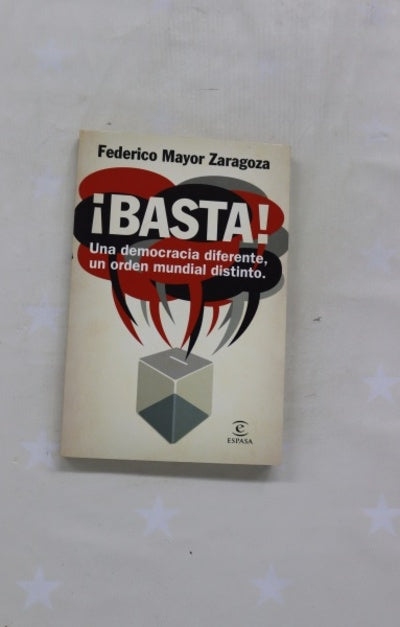 Federico Mayor Zaragoza
¡BASTA!
Una democracia diferente,
un orden mundial distinto.
e
ESPASA